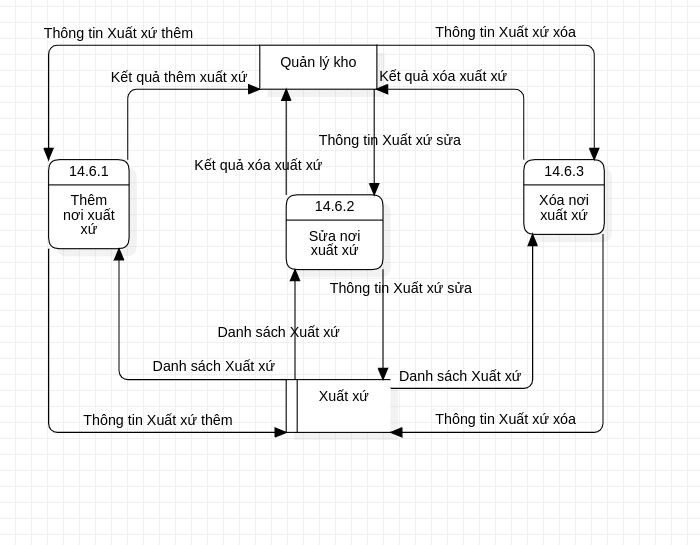 Thông tin Xuất xứ thêm
Thông tin Xuất xứ xóa
Quản lý kho
Kết quả thêm xuất xứ
Kết quả xóa xuất xứ
Thông tin Xuất xứ sửa
Kết quả xóa xuất xứ
14.6.1
Thêm
nơi xuất
xứ
14.6.2
Sửa nơi
xuất xứ
14.6.3
Xóa nơi
xuất xứ
Thông tin Xuất xứ sửa
Danh sách Xuất xứ
Danh sách Xuất xứ
Danh sách Xuất xứ
Xuất xứ
Thông tin Xuất xứ thêm
Thông tin Xuất xứ xóa